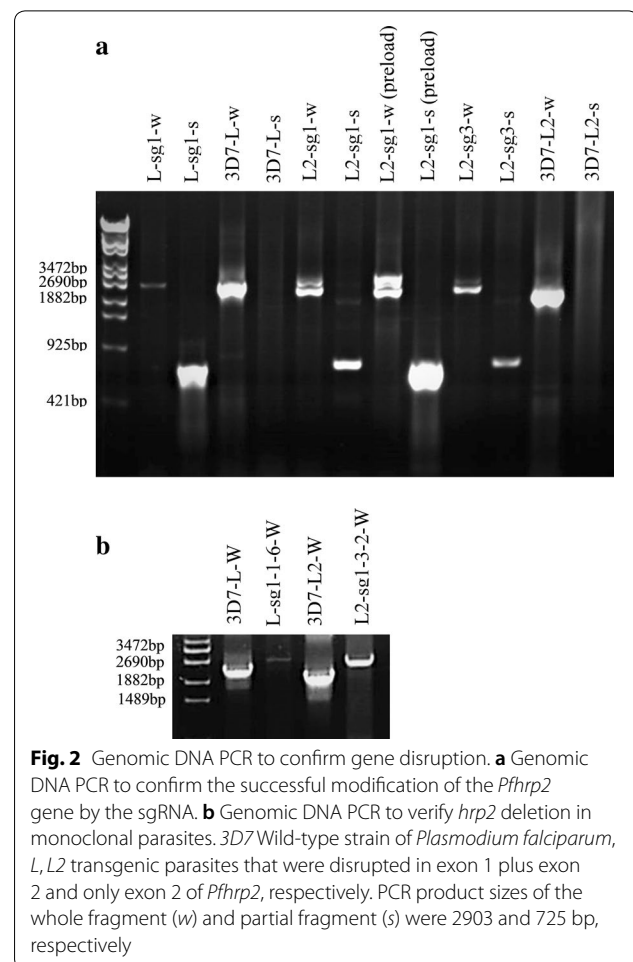 a
L-sg1-w
L-sg1-s
3D7-L-w
3D7-L-s
L2-sg1-w
L2-sg1-s
L2-sg1-w (preload)
L2-sg1-s (preload)
L2-sg3-w
L2-sg3-s
3D7-L2-w
3D7-L2-s
3472bp
2690bp
1882bp
925bp
421bp
b
3D7-L-W
L-sg1-1-6-W
3D7-L2-W
L2-sg1-3-2-W
3472bp
2690bp
1882bp
1489bp
Fig. 2 Genomic DNA PCR to confirm gene disruption. a Genomic
DNA PCR to confirm the successful modification of the Pfhrp2
gene by the sgRNA. b Genomic DNA PCR to verify hrp2 deletion in
monoclonal parasites. 3D7 Wild-type strain of Plasmodium falciparum,
L, L2 transgenic parasites that were disrupted in exon 1 plus exon
2 and only exon 2 of Pfhrp2, respectively. PCR product sizes of the
whole fragment (w) and partial fragment (s) were 2903 and 725 bp,
respectively